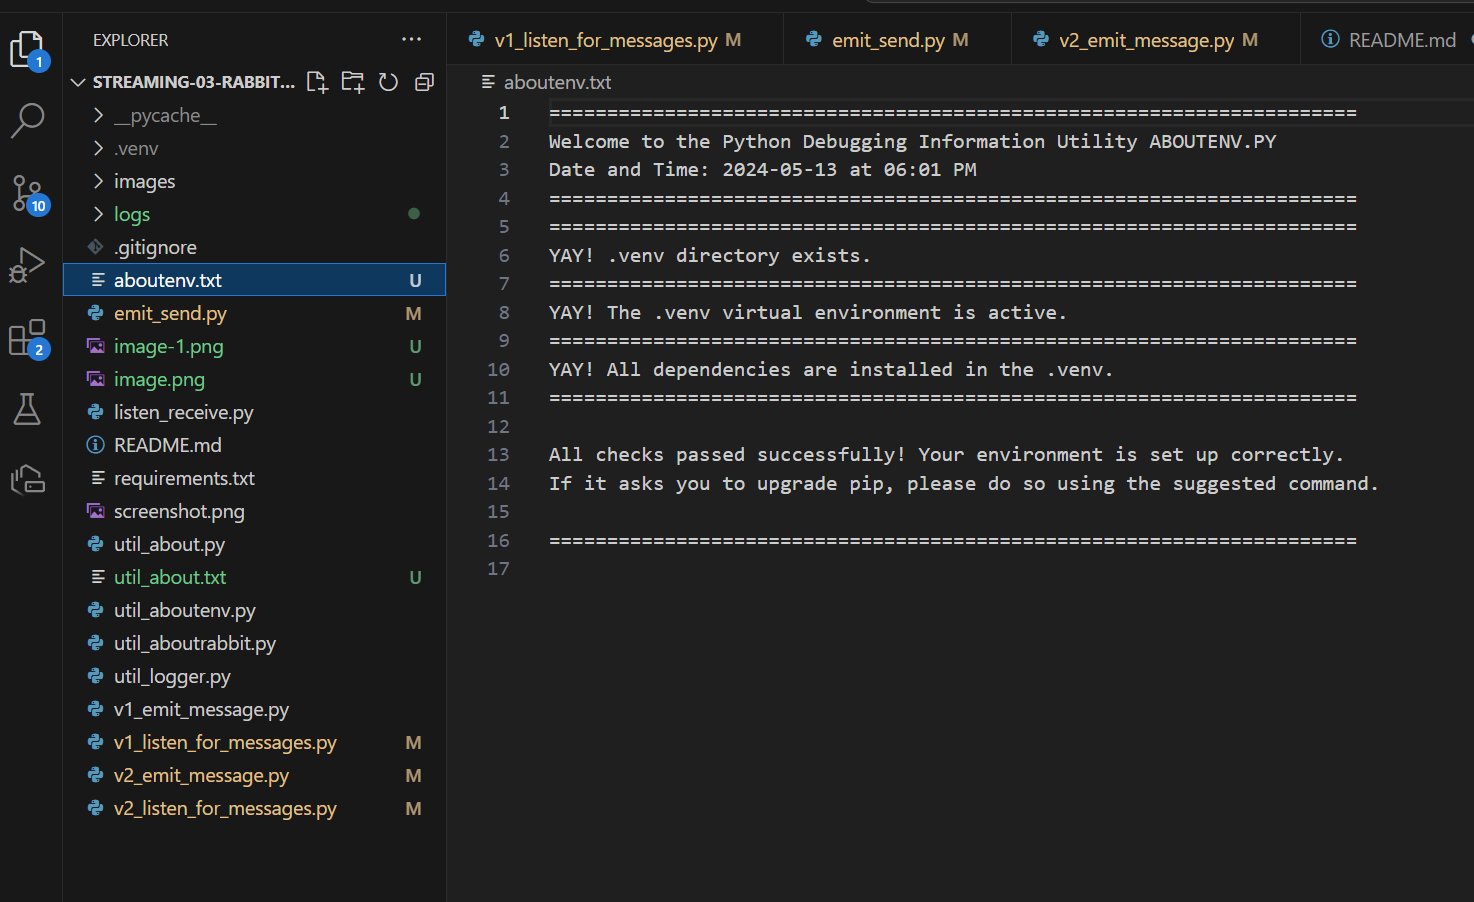 EXPLORER
STREAMING-03-RABBIT...
__pycache__
.venv
images
logs
.gitignore
aboutenv.txt U
emit_send.py M
image-1.png U
image.png U
listen_receive.py
README.md
requirements.txt
screenshot.png
util_about.py
util_about.txt U
util_aboutenv.py
util_aboutrabbit.py
util_logger.py
v1_emit_message.py
v1_listen_for_messages.py M
v2_emit_message.py M
v2_listen_for_messages.py M
1
10
2
v1_listen_for_messages.py M emit_send.py M v2_emit_message.py M README.md
aboutenv.txt
1 ======================================================================
2 Welcome to the Python Debugging Information Utility ABOUTENV.PY
3 Date and Time: 2024-05-13 at 06:01 PM
4 ======================================================================
5 ======================================================================
6 YAY! .venv directory exists.
7 ======================================================================
8 YAY! The .venv virtual environment is active.
9 ======================================================================
10 YAY! All dependencies are installed in the .venv.
11 ======================================================================
12
13 All checks passed successfully! Your environment is set up correctly.
14 If it asks you to upgrade pip, please do so using the suggested command.
15
16 ======================================================================
17